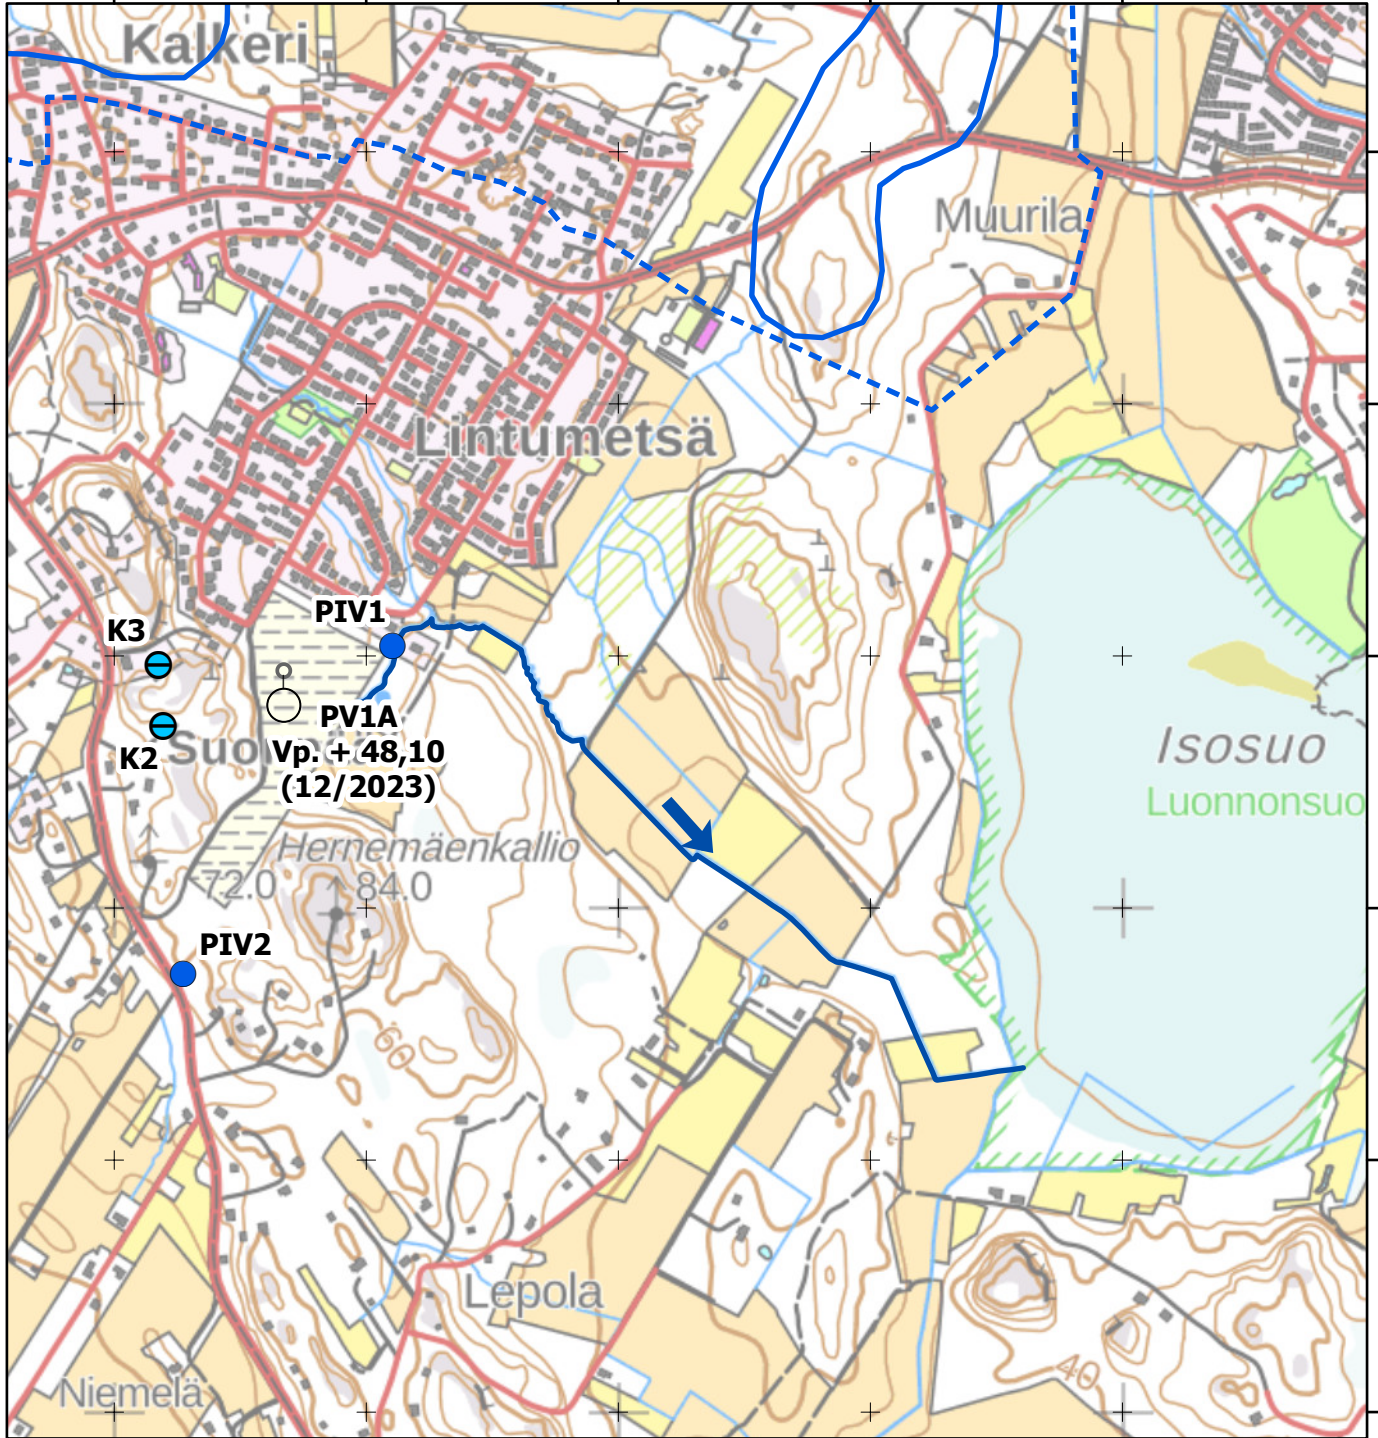 Kalkeri
Muurila
Lintumetsä
PIV1
K3
PV1A
K2
Vp. + 48,10
(12/2023)
Isosuo
Luonnonsuo
Hernemäenkallio
72.0
84.0
PIV2
60
Lepola
40
Niemelä